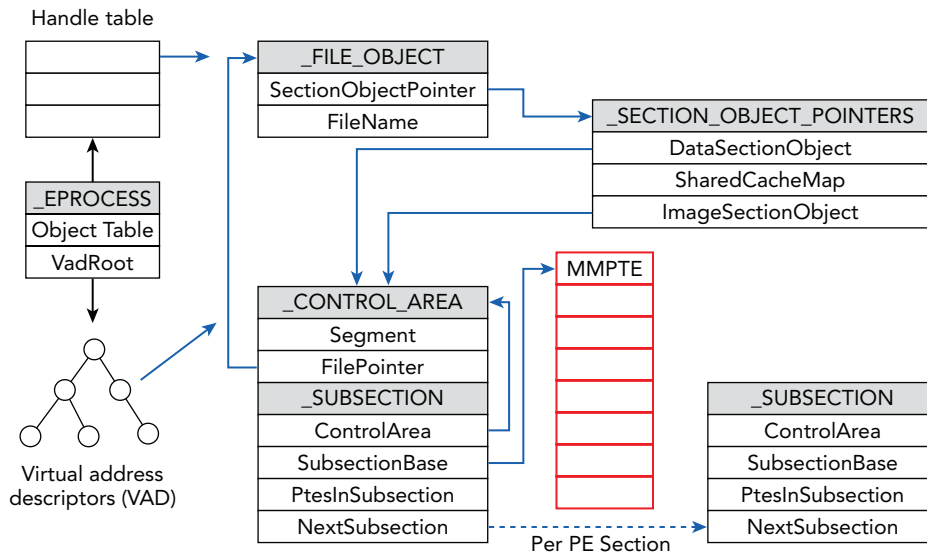 Handle table
_FILE_OBJECT
SectionObjectPointer
FileName
_SECTION_OBJECT_POINTERS
DataSectionObject
SharedCacheMap
ImageSectionObject
_EPROCESS
Object Table
VadRoot
MMPTE
_CONTROL_AREA
Segment
FilePointer
_SUBSECTION
ControlArea
SubsectionBase
PtesInSubsection
NextSubsection
_SUBSECTION
ControlArea
SubsectionBase
PtesInSubsection
NextSubsection
Virtual address
descriptors (VAD)
Per PE Section